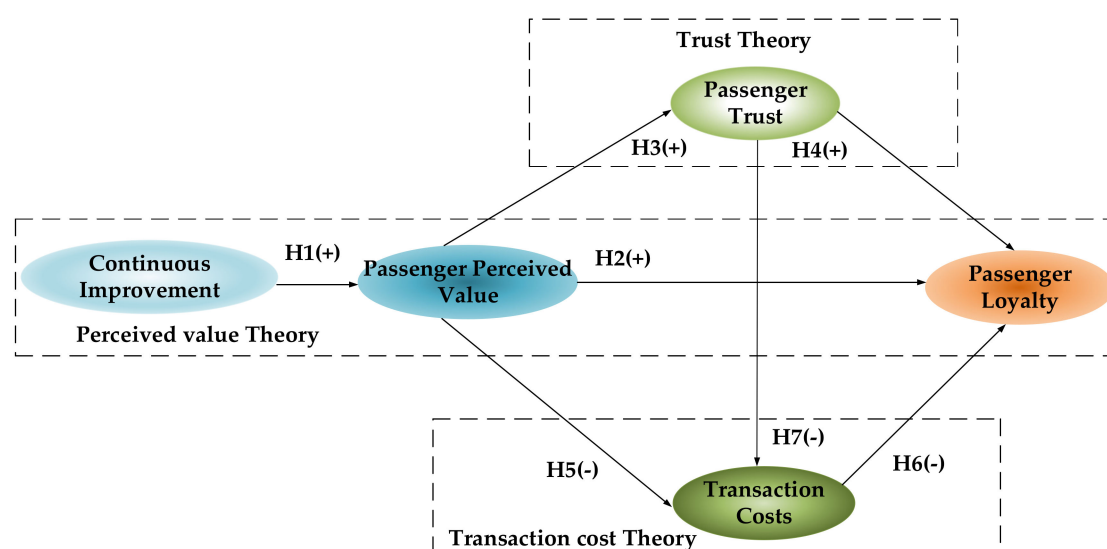 Trust Theory
Passenger
Trust
H3(+)
H4(+)
H1(+)
H2(+)
Continuous
Improvement
Passenger Perceived
Value
Passenger
Loyalty
Perceived value Theory
H5(-)
H7(-)
H6(-)
Transaction
Costs
Transaction cost Theory